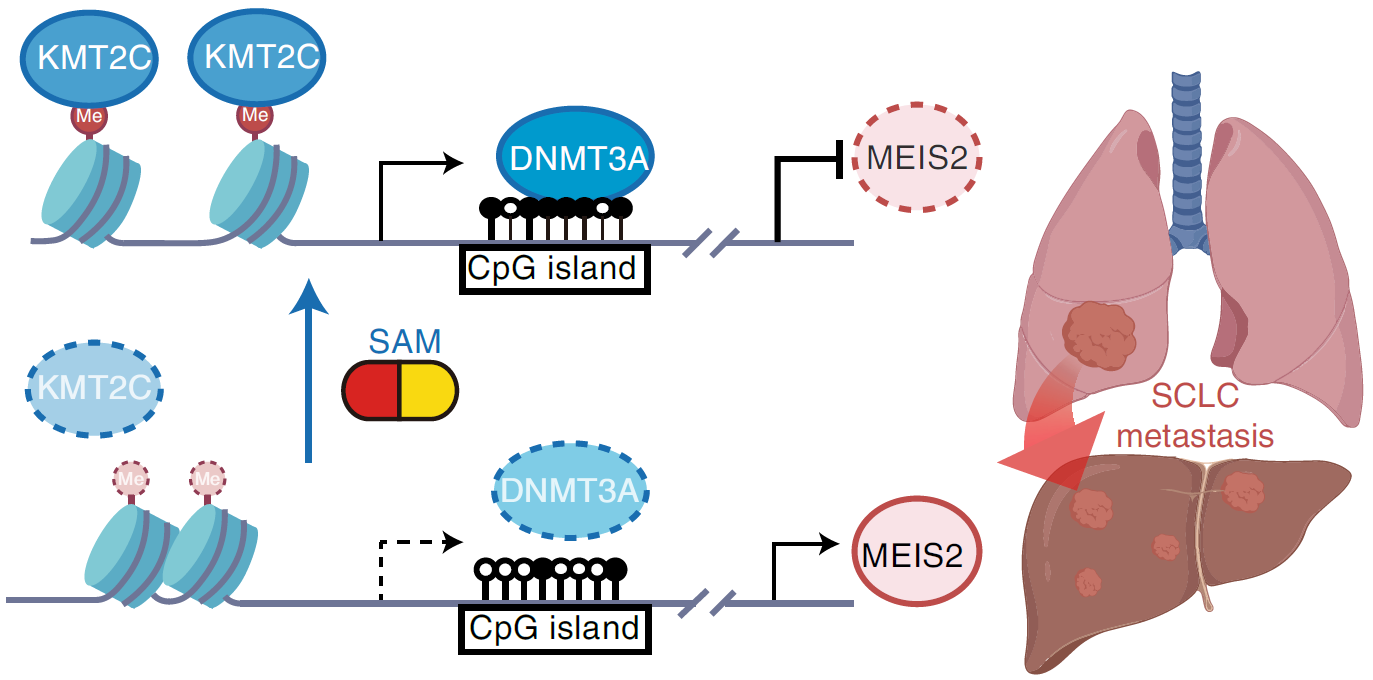 KMT2C
KMT2C
Me
Me
DNMT3A
MEIS2
CpG island
SAM
KMT2C
SCLC
metastasis
Me
Me
DNMT3A
MEIS2
CpG island